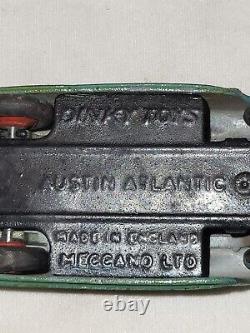 DINKY TOYS
AUSTIN ATLANTIC
MADE IN ENGLAND
MECCANO LTD